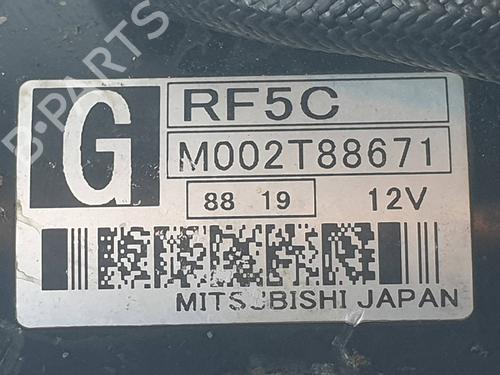 B-PARTS
G
RF5C
M002T88671
88 19
12V
MITSUBISHI JAPAN